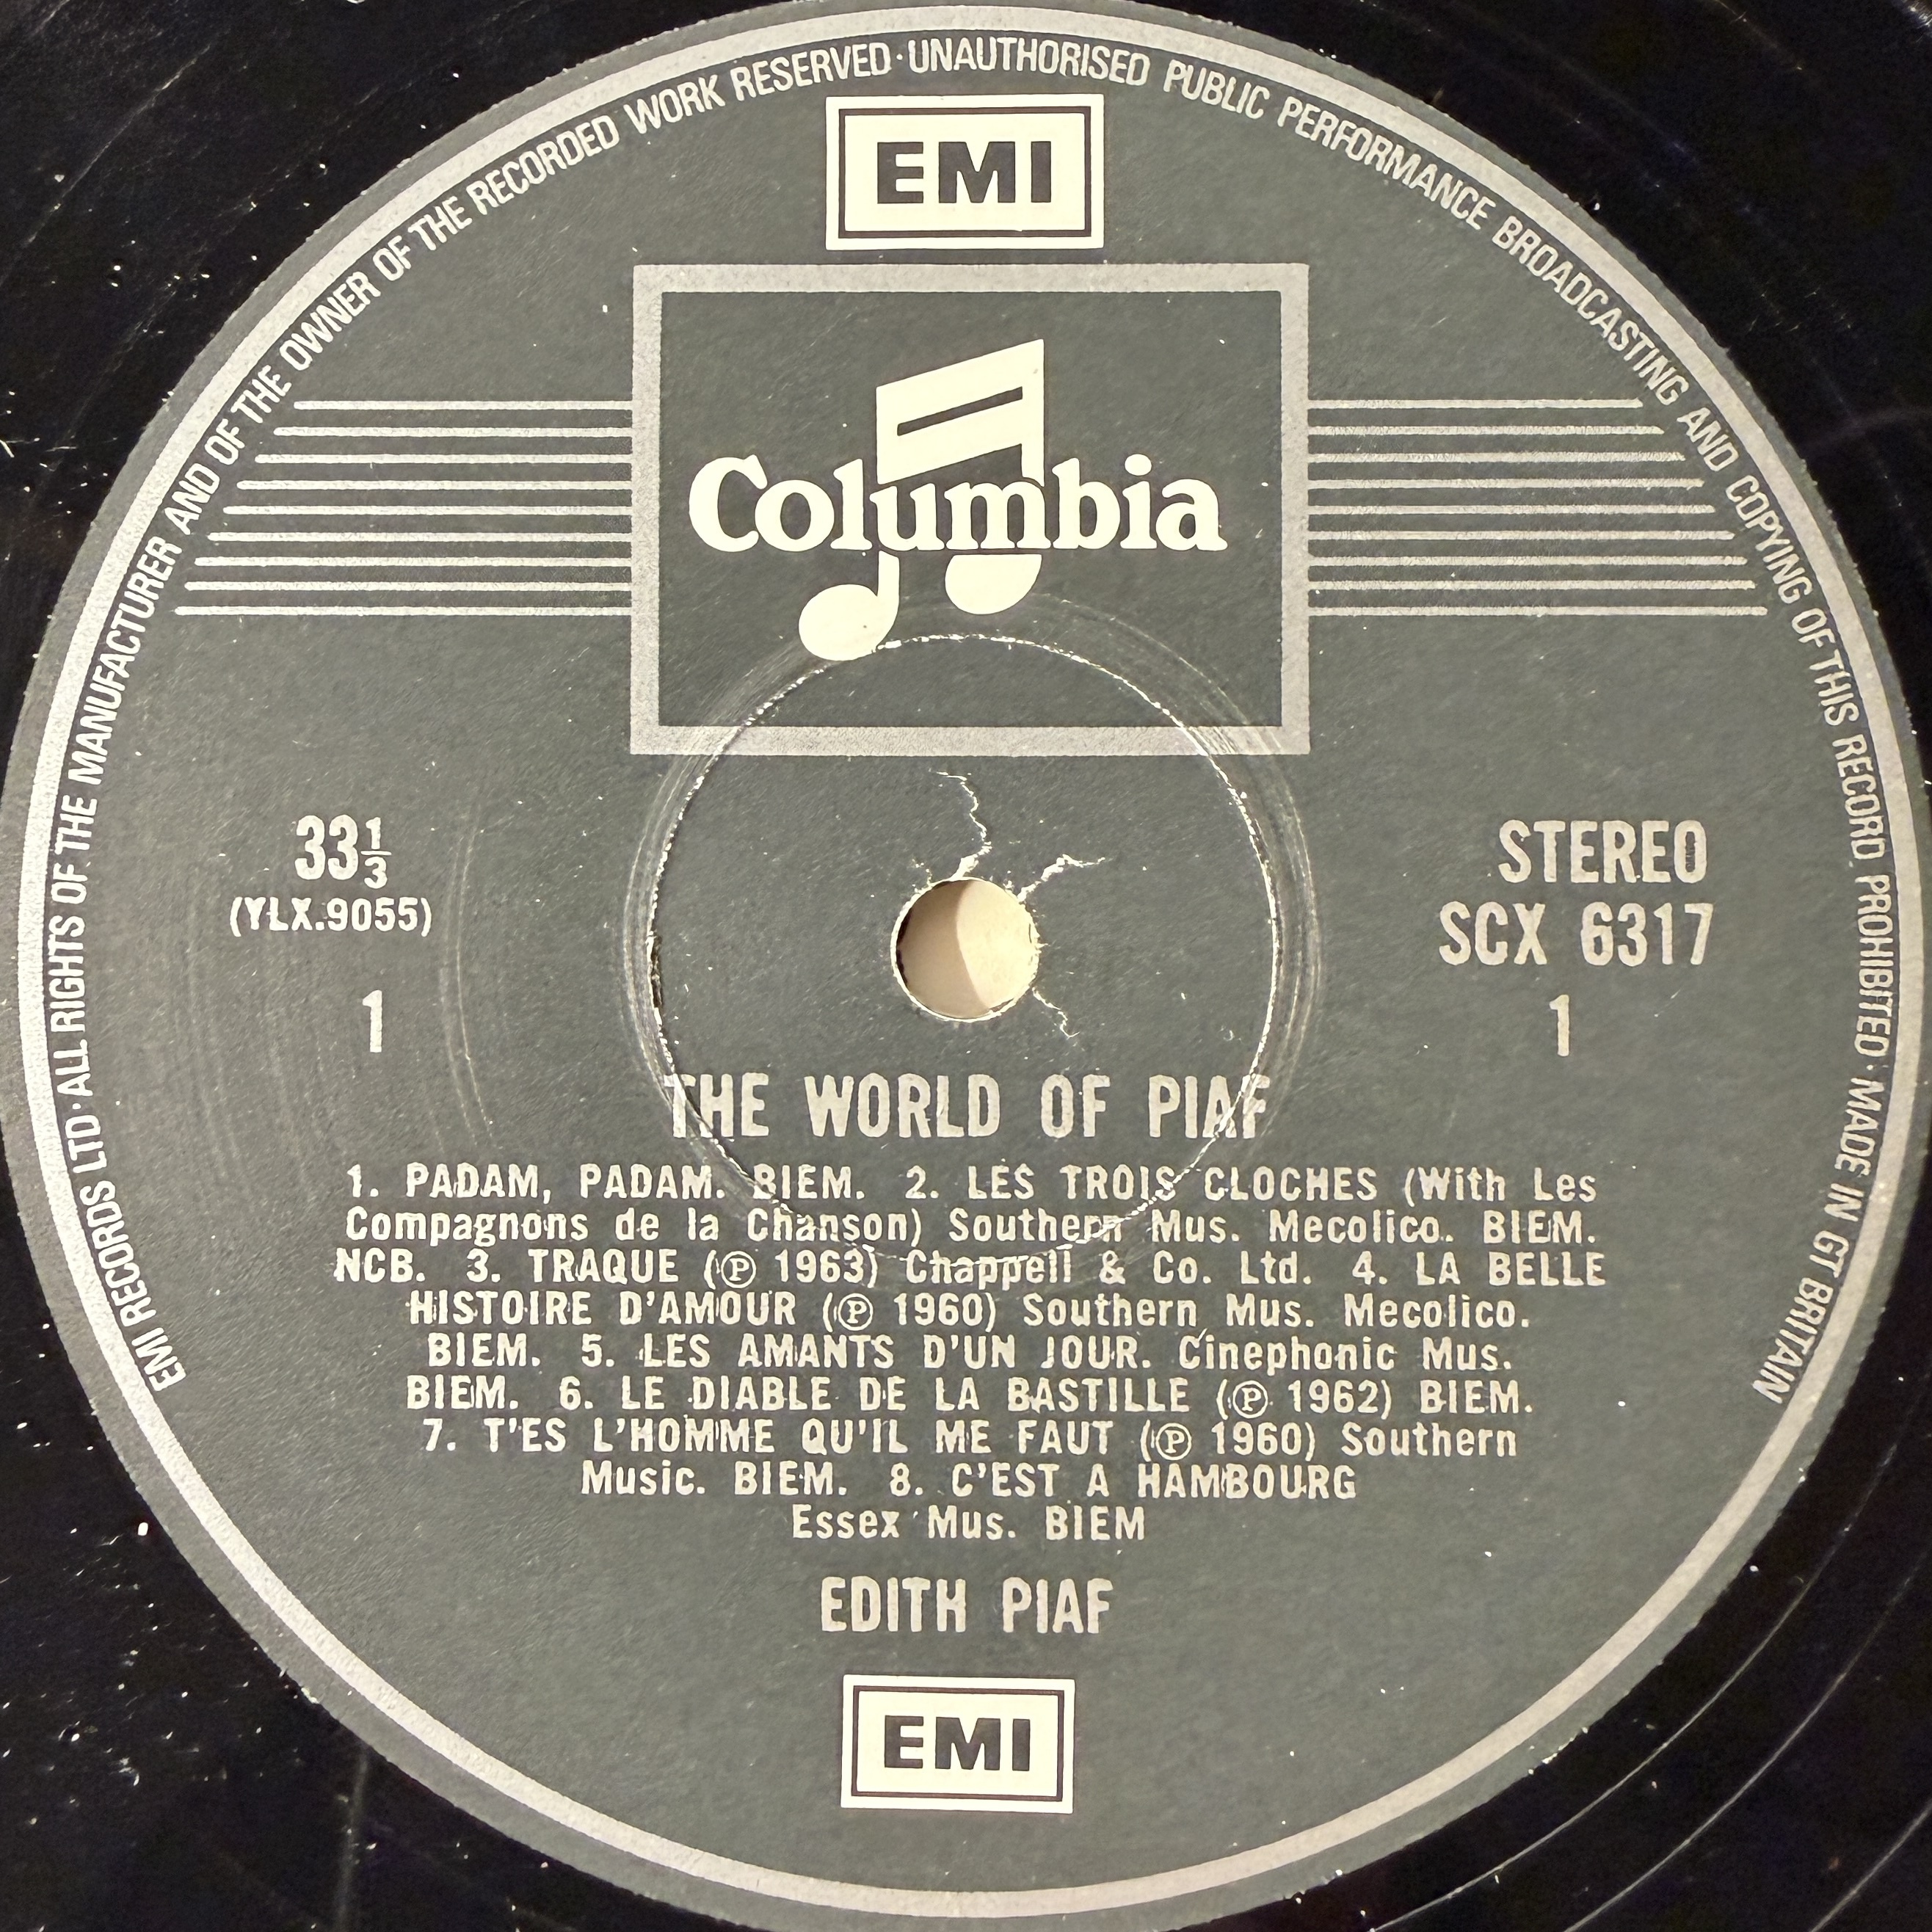 EMI RECORDS LTD·ALL RIGHTS OF THE MANUFACTURER AND OF THE OWNER OF THE RECORDED WORK RESERVED·UNAUTHORISED PUBLIC PERFORMANCE BROADCASTING AND COPYING OF THIS RECORD PROHIBITED·MADE IN GT BRITAIN
EMI
Columbia
33⅓
(YLX.9055)
1
STEREO
SCX 6317
1
THE WORLD OF PIAF
1. PADAM, PADAM. BIEM. 2. LES TROIS CLOCHES (With Les
Compagnons de la Chanson) Southern Mus. Mecolico. BIEM.
NCB. 3. TRAQUE (℗ 1963) Chappell & Co. Ltd. 4. LA BELLE
HISTOIRE D'AMOUR (℗ 1960) Southern Mus. Mecolico.
BIEM. 5. LES AMANTS D'UN JOUR. Cinephonic Mus.
BIEM. 6. LE DIABLE DE LA BASTILLE (℗ 1962) BIEM.
7. T'ES L'HOMME QU'IL ME FAUT (℗ 1960) Southern
Music. BIEM. 8. C'EST A HAMBOURG
Essex Mus. BIEM
EDITH PIAF
EMI